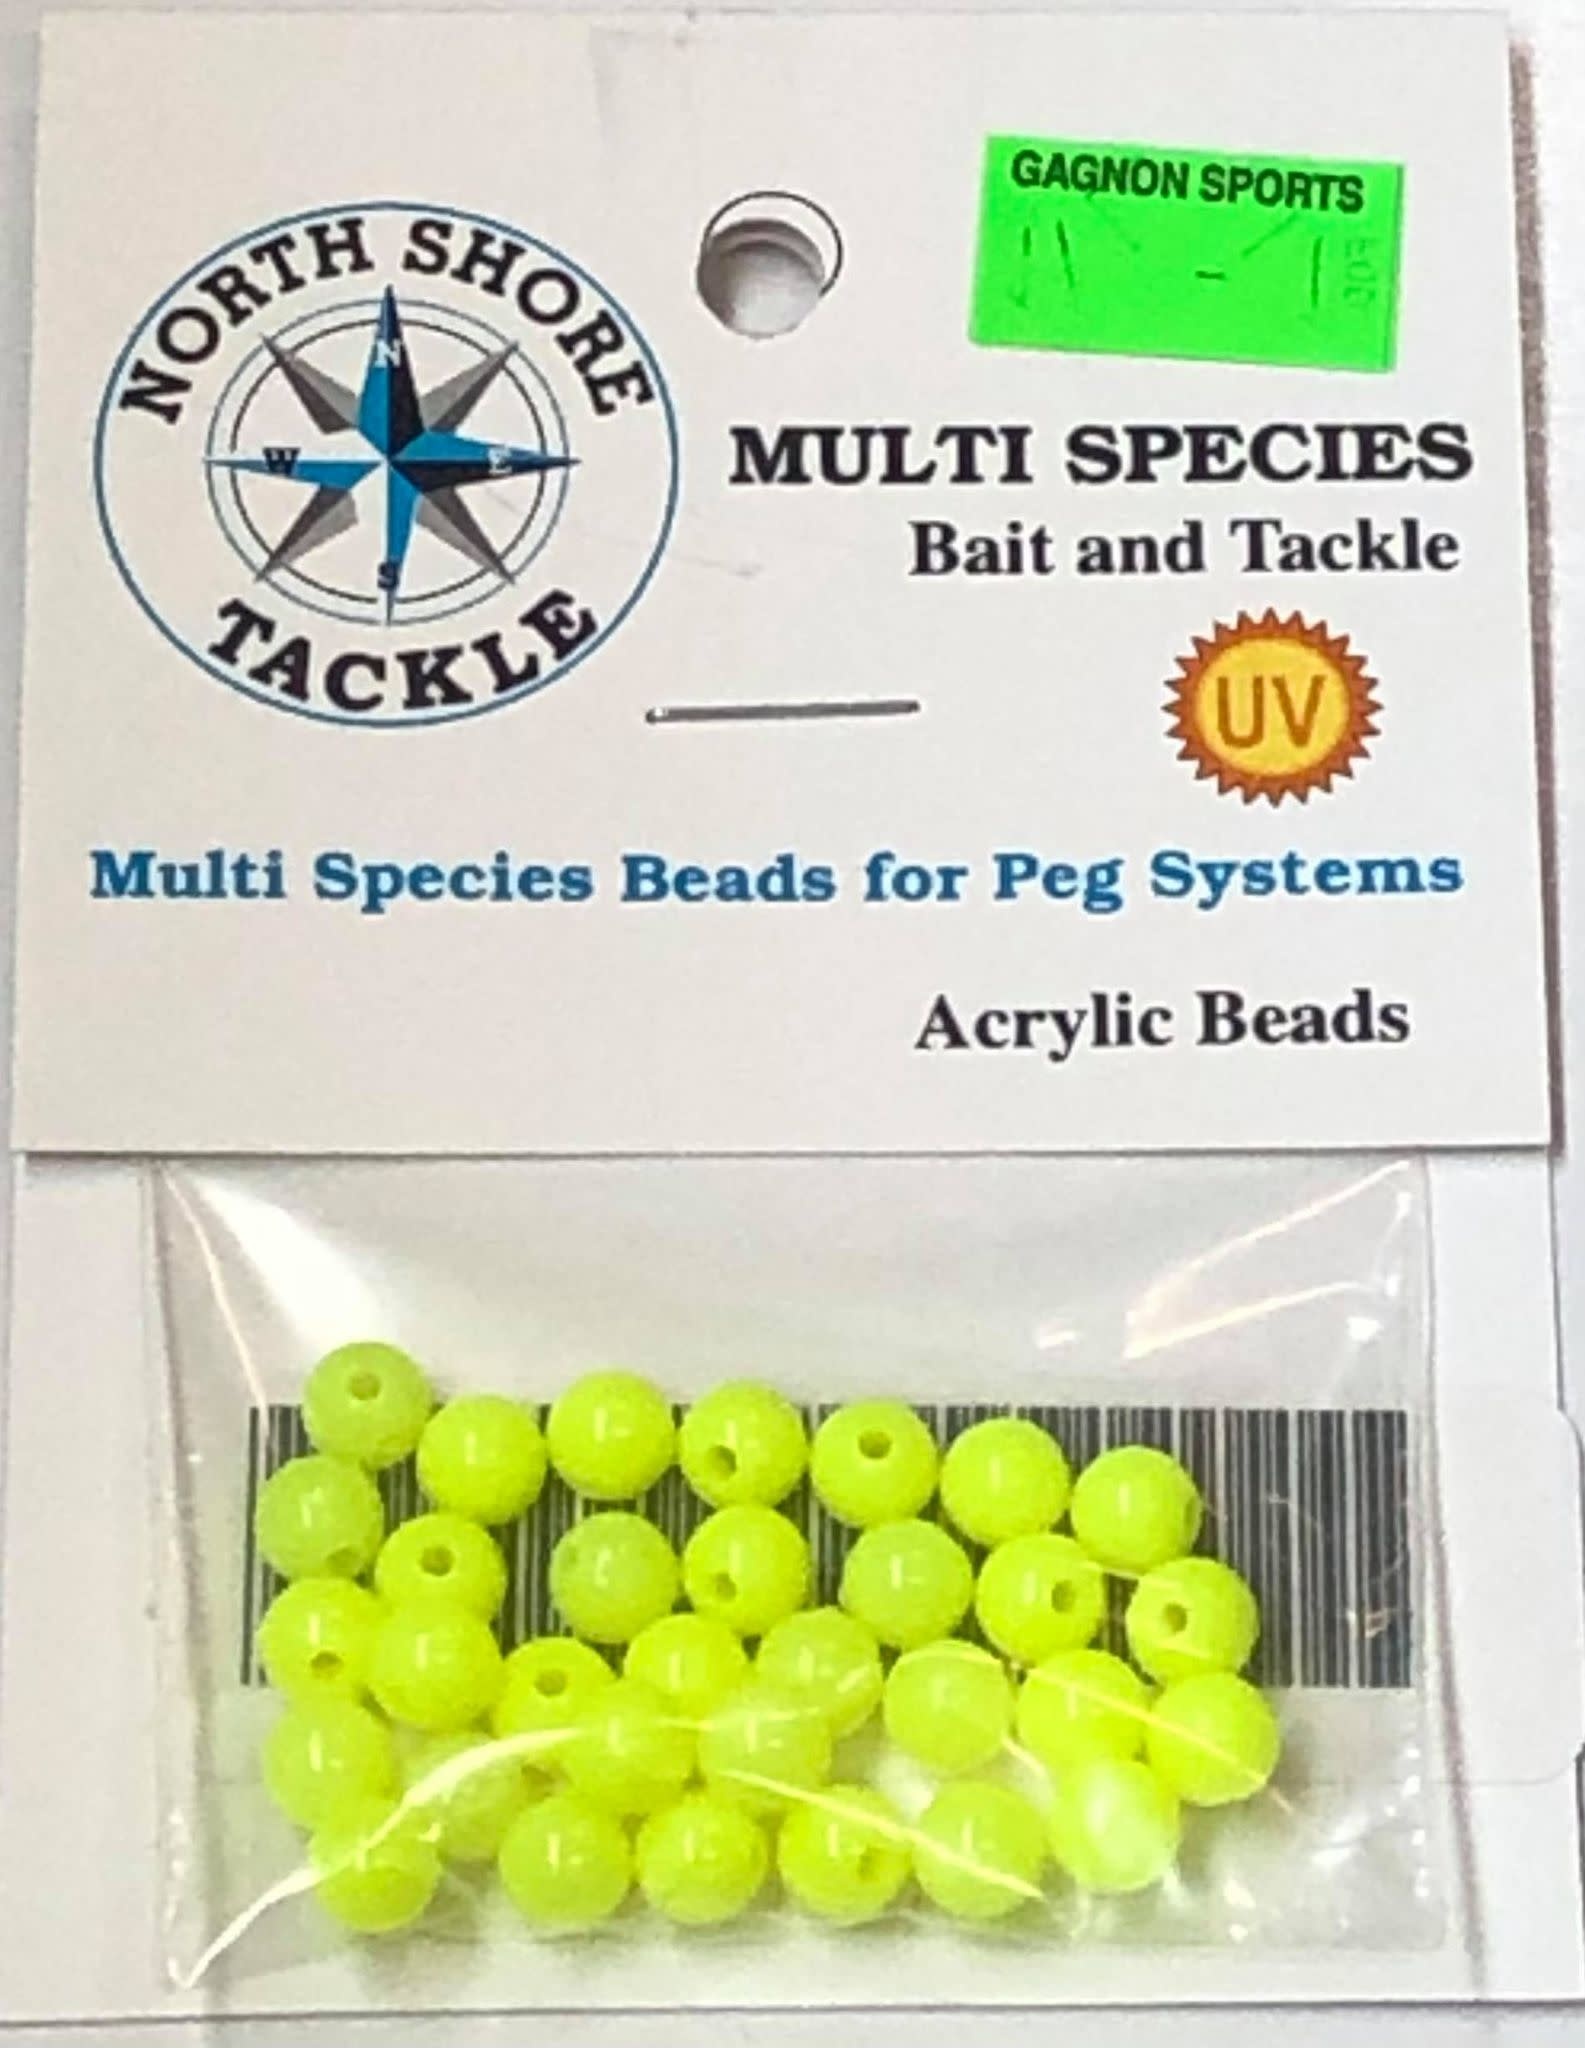 GAGNON SPORTS
NORTH SHORE
N
W
E
S
TACKLE
MULTI SPECIES
Bait and Tackle
UV
Multi Species Beads for Peg Systems
Acrylic Beads